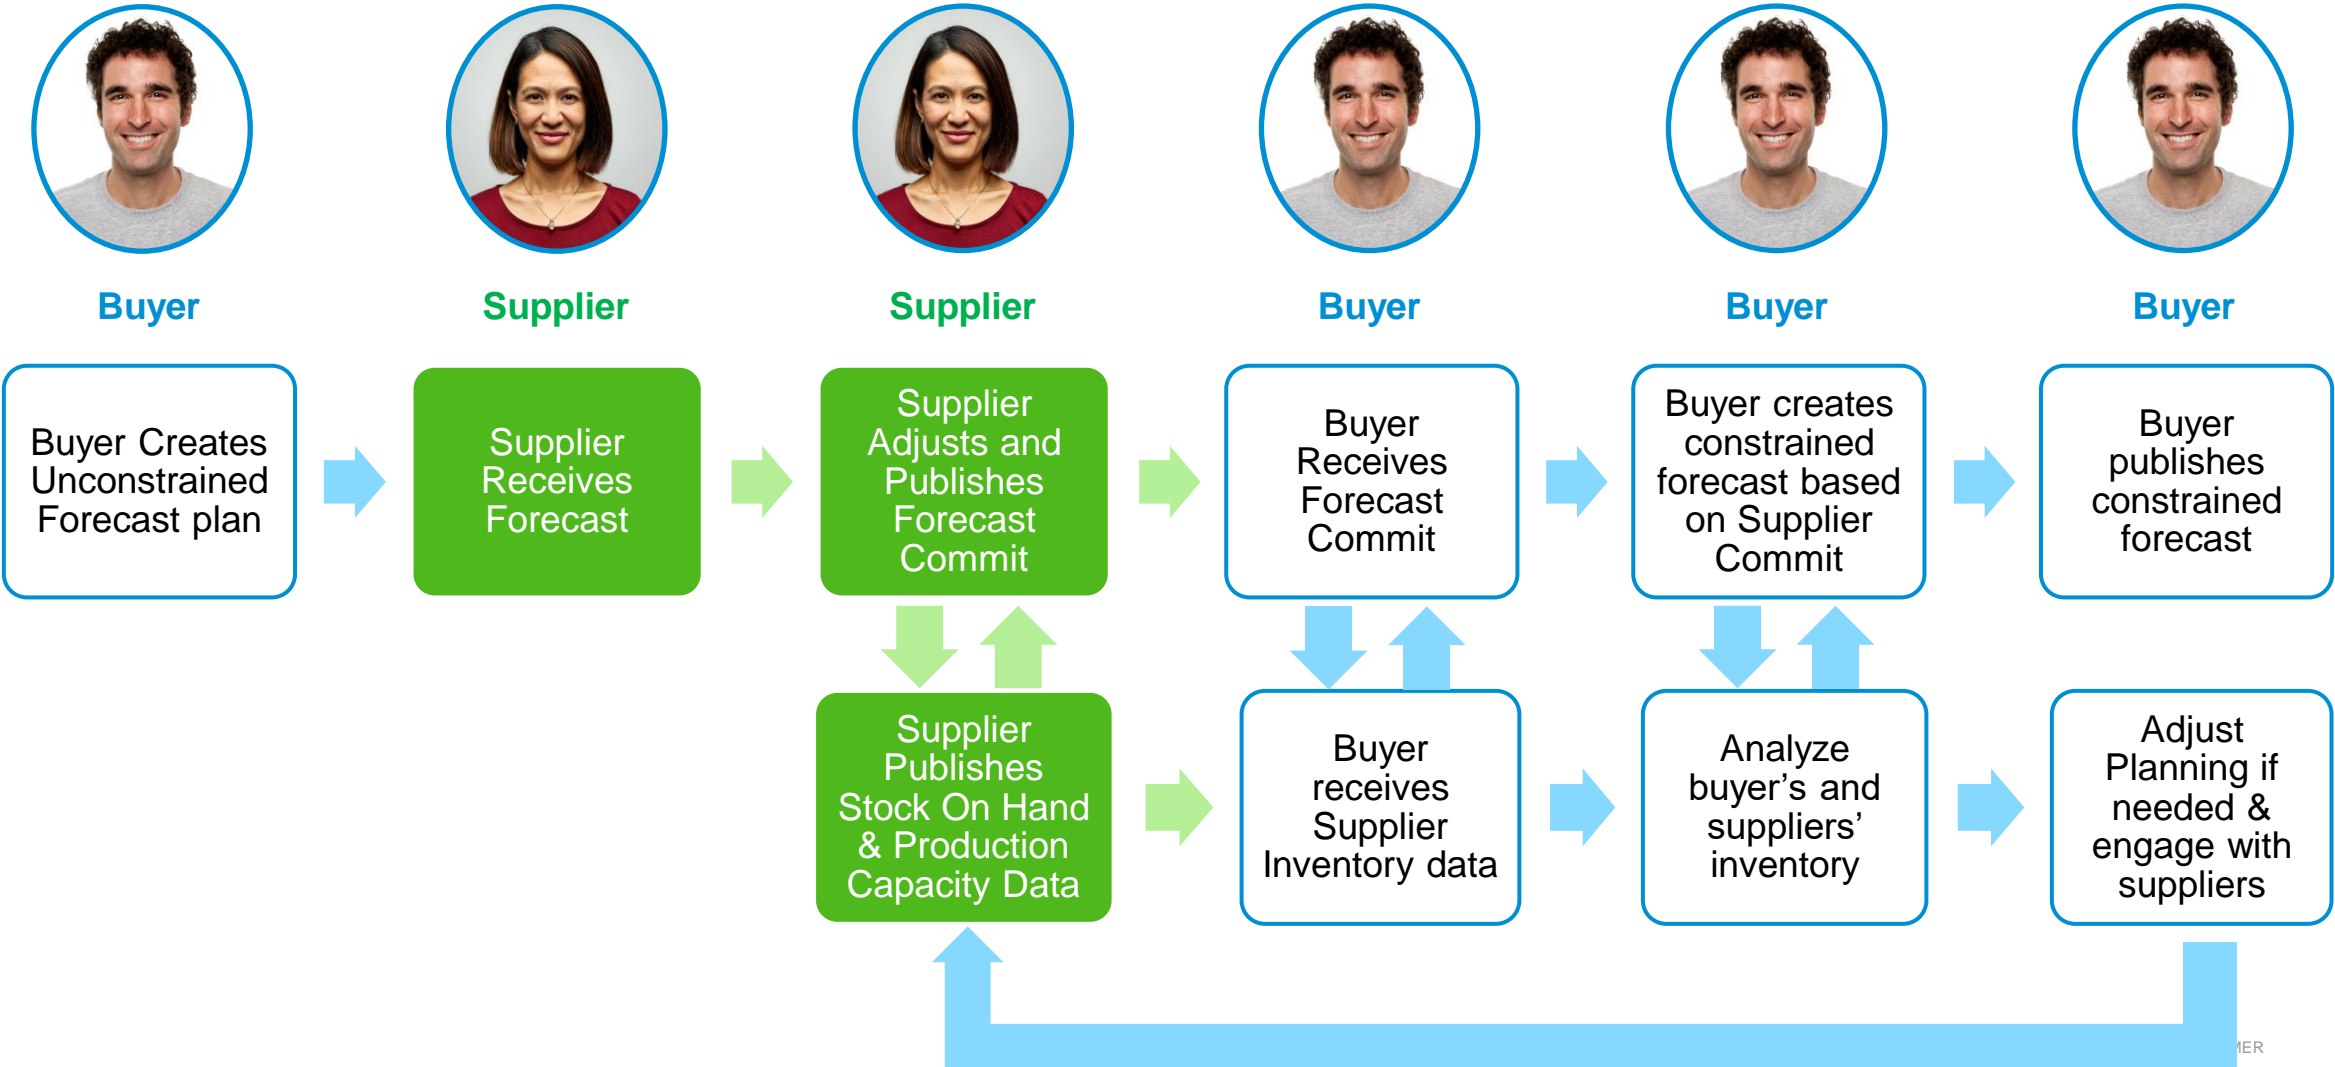 Buyer
Supplier
Supplier
Buyer
Buyer
Buyer
Buyer Creates
Unconstrained
Forecast plan
Supplier
Receives
Forecast
Supplier
Adjusts and
Publishes
Forecast
Commit
Buyer
Receives
Forecast
Commit
Buyer creates
constrained
forecast based
on Supplier
Commit
Buyer
publishes
constrained
forecast
Supplier
Publishes
Stock On Hand
& Production
Capacity Data
Buyer
receives
Supplier
Inventory data
Analyze
buyer’s and
suppliers’
inventory
Adjust
Planning if
needed &
engage with
suppliers